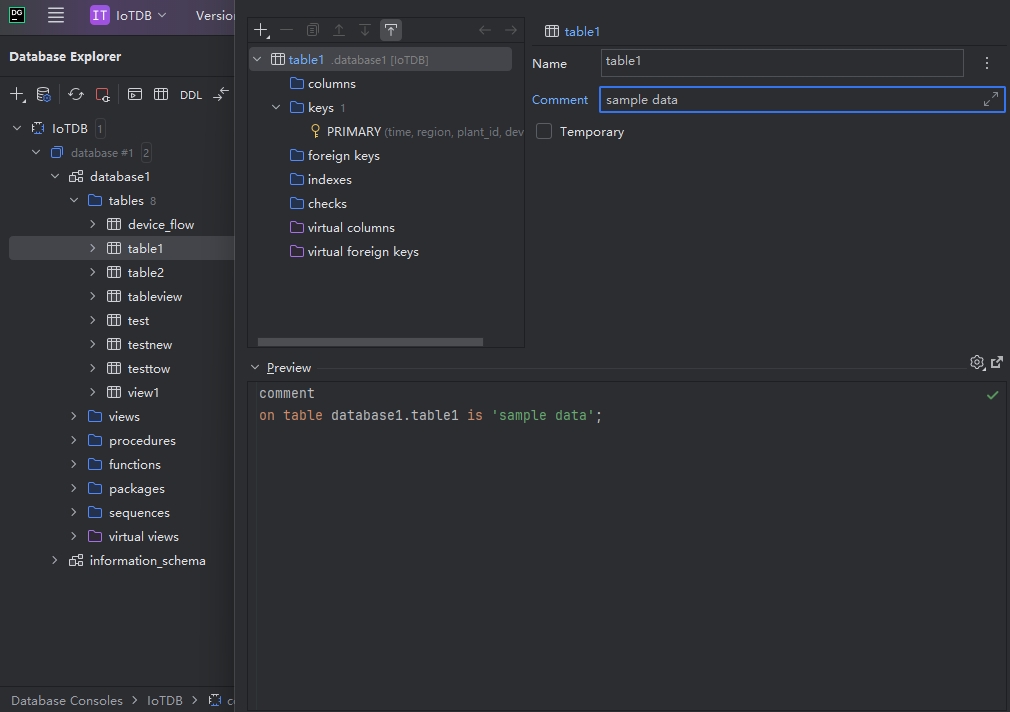 DG
IT IoTDB
Versio
Database Explorer
DDL
IoTDB 1
database #1 2
database1
tables 8
device_flow
table1
table2
tableview
test
testnew
testtow
view1
views
procedures
functions
packages
sequences
virtual views
information_schema
Database Consoles > IoTDB > c
table1 .database1 [IoTDB]
columns
keys 1
PRIMARY (time, region, plant_id, dev
foreign keys
indexes
checks
virtual columns
virtual foreign keys
table1
Name table1
Comment sample data
Temporary
Preview
comment
on table database1.table1 is 'sample data';